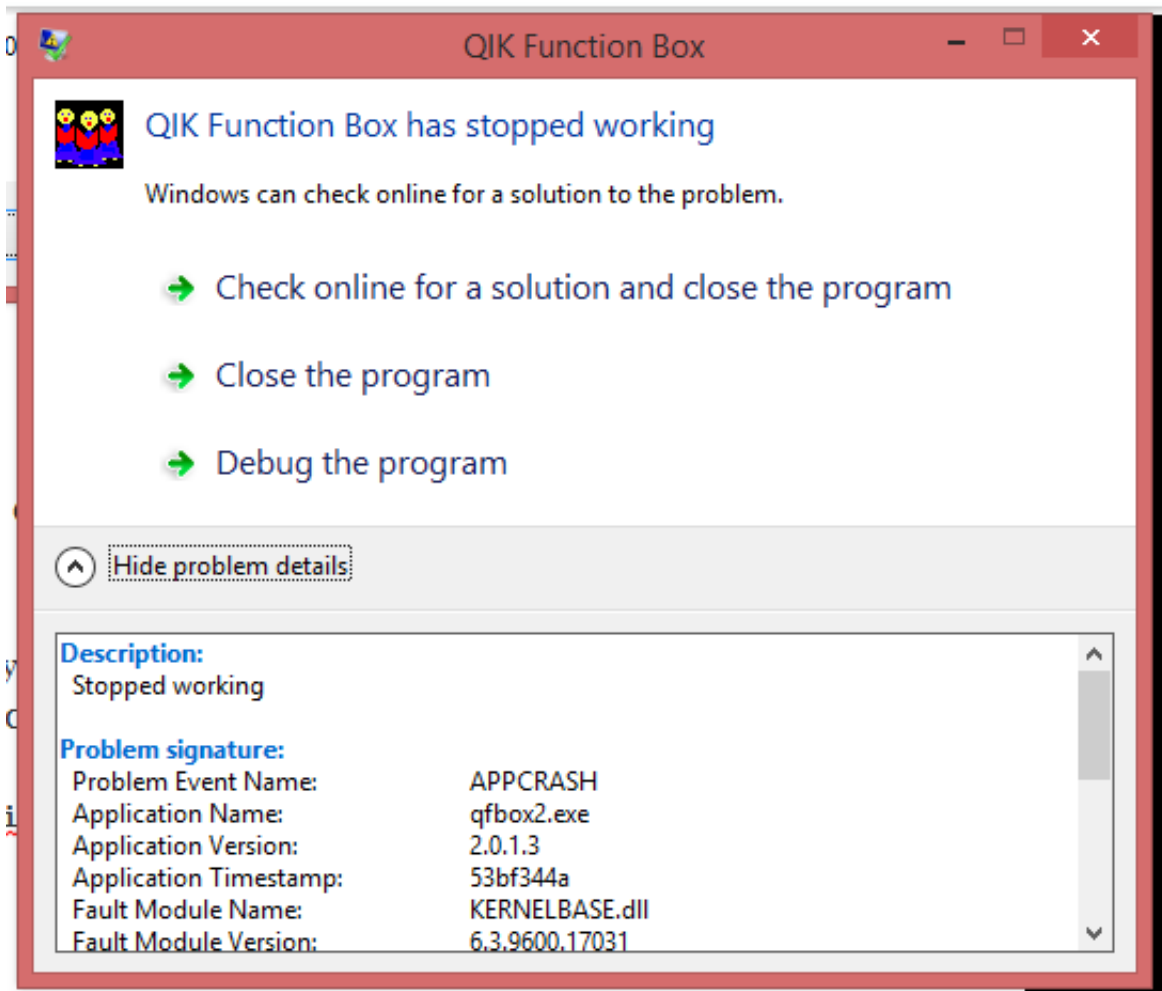 QIK Function Box
QIK Function Box has stopped working
Windows can check online for a solution to the problem.
Check online for a solution and close the program
Close the program
Debug the program
Hide problem details
Description:
Stopped working
Problem signature:
Problem Event Name: APPCRASH
Application Name: qfbox2.exe
Application Version: 2.0.1.3
Application Timestamp: 53bf344a
Fault Module Name: KERNELBASE.dll
Fault Module Version: 6.3.9600.17031